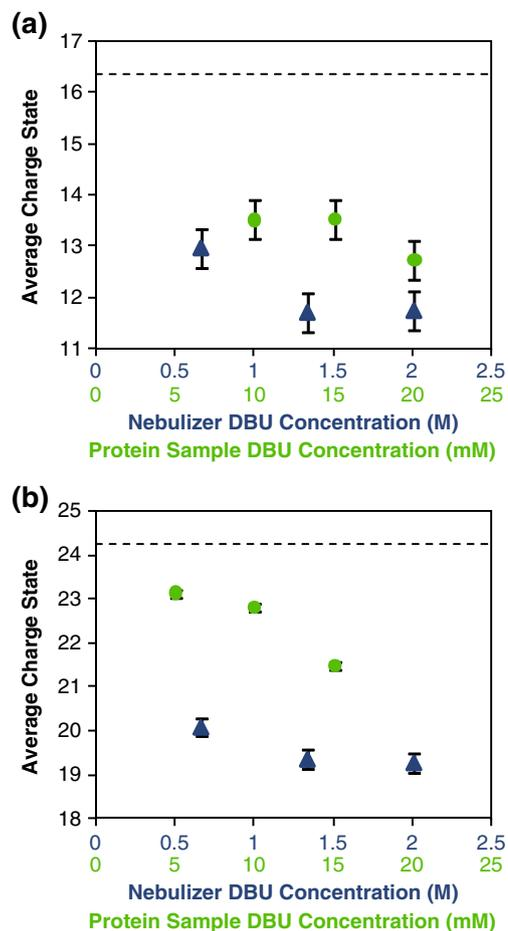 (a)
Average Charge State
17
16
15
14
13
12
11
0 0.5 1 1.5 2 2.5
0 5 10 15 20 25
Nebulizer DBU Concentration (M)
Protein Sample DBU Concentration (mM)
(b)
Average Charge State
25
24
23
22
21
20
19
18
0 0.5 1 1.5 2 2.5
0 5 10 15 20 25
Nebulizer DBU Concentration (M)
Protein Sample DBU Concentration (mM)